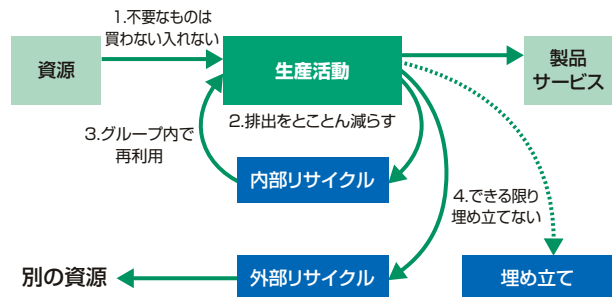 1.不要なものは
買わない入れない
資源
生産活動
製品
サービス
2.排出をとことん減らす
3.グループ内で
再利用
内部リサイクル
4.できる限り
埋め立てない
別の資源
外部リサイクル
埋め立て